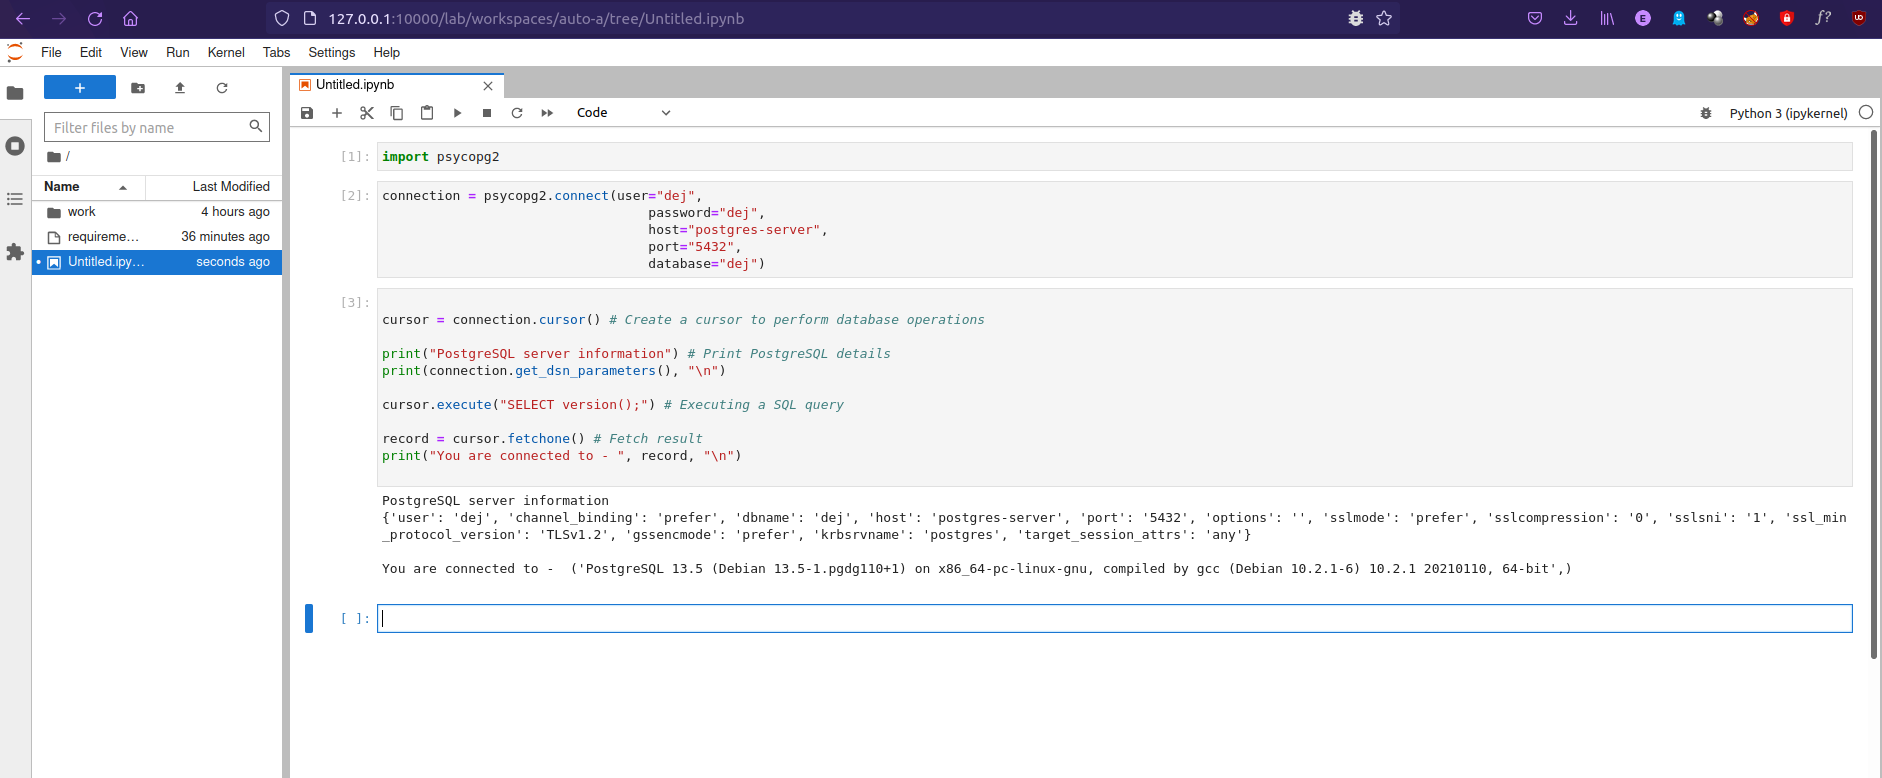 127.0.0.1:10000/lab/workspaces/auto-a/tree/Untitled.ipynb
E
f?
UD
File Edit View Run Kernel Tabs Settings Help
+
Untitled.ipynb
Filter files by name
Code
Python 3 (ipykernel)
/
Name Last Modified
work 4 hours ago
requireme... 36 minutes ago
Untitled.ipy... seconds ago
[1]: import psycopg2
[2]: connection = psycopg2.connect(user="dej",
password="dej",
host="postgres-server",
port="5432",
database="dej")
[3]:
cursor = connection.cursor() # Create a cursor to perform database operations
print("PostgreSQL server information") # Print PostgreSQL details
print(connection.get_dsn_parameters(), "\n")
cursor.execute("SELECT version();") # Executing a SQL query
record = cursor.fetchone() # Fetch result
print("You are connected to - ", record, "\n")
PostgreSQL server information
{'user': 'dej', 'channel_binding': 'prefer', 'dbname': 'dej', 'host': 'postgres-server', 'port': '5432', 'options': '', 'sslmode': 'prefer', 'sslcompression': '0', 'sslsni': '1', 'ssl_min
_protocol_version': 'TLSv1.2', 'gssencmode': 'prefer', 'krbsrvname': 'postgres', 'target_session_attrs': 'any'}
You are connected to -  ('PostgreSQL 13.5 (Debian 13.5-1.pgdg110+1) on x86_64-pc-linux-gnu, compiled by gcc (Debian 10.2.1-6) 10.2.1 20210110, 64-bit',)
[ ]: